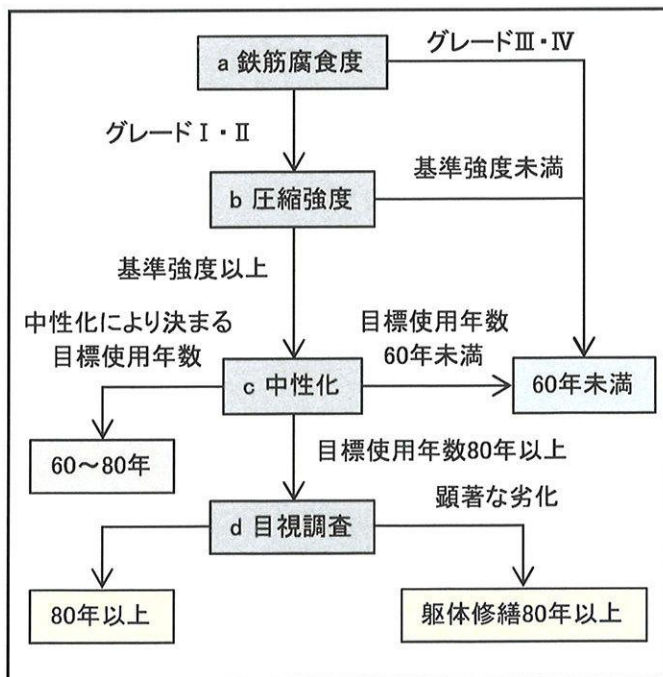 グレードⅢ・Ⅳ
a 鉄筋腐食度
グレードⅠ・Ⅱ
基準強度未満
b 圧縮強度
基準強度以上
中性化により決まる
目標使用年数
目標使用年数
60年未満
c 中性化
60年未満
60～80年
目標使用年数80年以上
顕著な劣化
d 目視調査
80年以上
躯体修繕80年以上